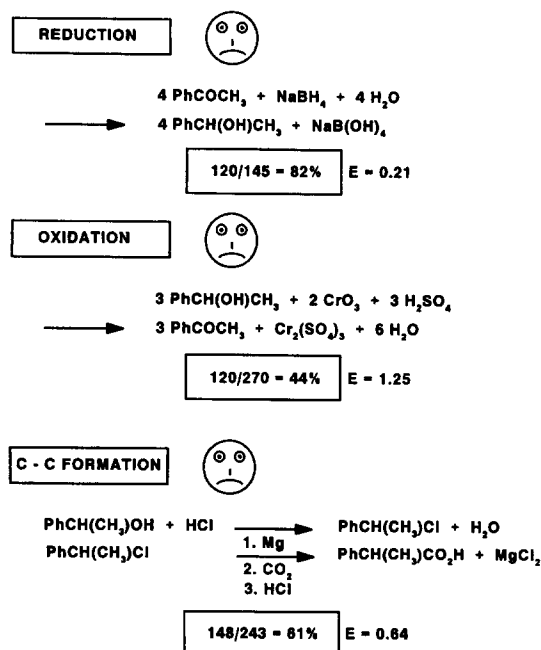 REDUCTION
4 PhCOCH₃ + NaBH₄ + 4 H₂O
4 PhCH(OH)CH₃ + NaB(OH)₄
120/145 = 82% E = 0.21
OXIDATION
3 PhCH(OH)CH₃ + 2 CrO₃ + 3 H₂SO₄
3 PhCOCH₃ + Cr₂(SO₄)₃ + 6 H₂O
120/270 = 44% E = 1.25
C - C FORMATION
PhCH(CH₃)OH + HCl PhCH(CH₃)Cl + H₂O
PhCH(CH₃)Cl 1. Mg PhCH(CH₃)CO₂H + MgCl₂
2. CO₂
3. HCl
148/243 = 61% E = 0.64